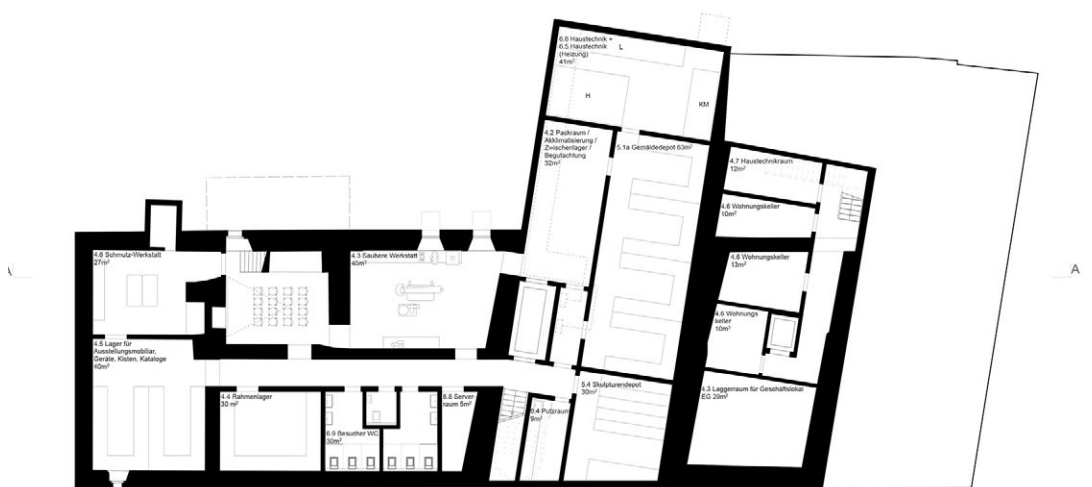 6.6 Haustechnik +
6.5 Haustechnik
(Heizung)
41m²
L
H
KM
4.2 Packraum /
Akklimatisierung /
Zwischenlager /
Begutachtung
32m²
5.1a Gemäldedepot 63m²
4.7 Haustechnikraum
12m²
4.6 Wohnungskeller
10m²
4.6 Wohnungskeller
13m²
4.6 Wohnungs
keller
10m²
4.3 Laggerraum für Geschäftslokal
EG 29m²
4.6 Schmutz-Werkstatt
27m²
4.3 Saubere Werkstatt
40m²
A
A
4.5 Lager für
Ausstellungsmobiliar,
Geräte, Kisten, Kataloge
60m²
4.4 Rahmenlager
30 m²
6.9 Besucher WC
30m²
6.8 Server-
raum 5m²
6.4 Putzraum
9m²
5.4 Skulpturendepot
30m²